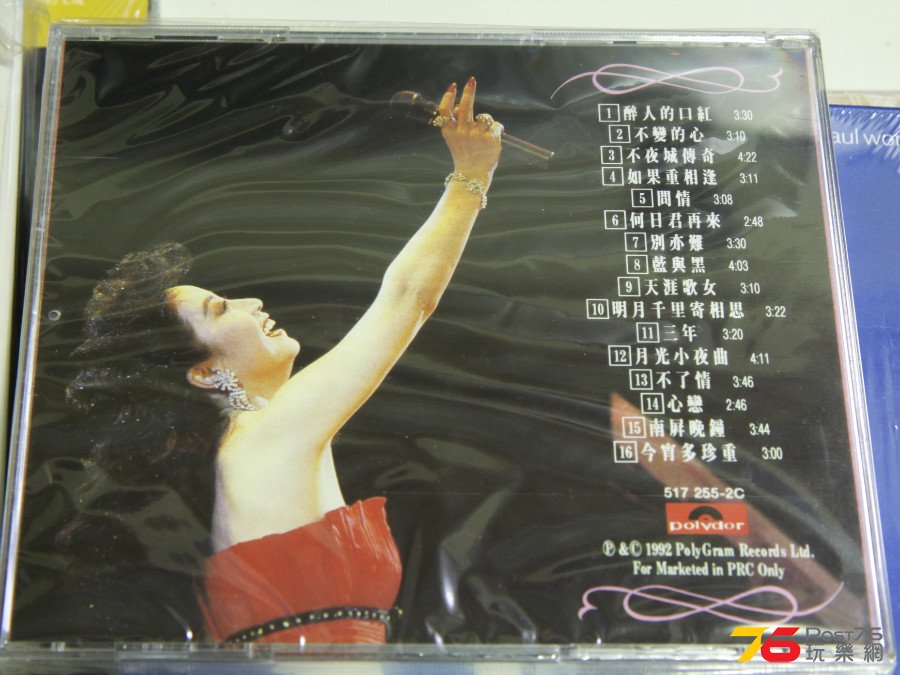 1 醉人的口紅 3:30
2 不變的心 3:10
3 不夜城傳奇 4:22
4 如果重相逢 3:11
5 問情 3:08
6 何日君再來 2:48
7 別亦難 3:30
8 藍與黑 4:03
9 天涯歌女 3:10
10 明月千里寄相思 3:22
11 三年 3:20
12 月光小夜曲 4:11
13 不了情 3:46
14 心戀 2:46
15 南屏晚鐘 3:44
16 今宵多珍重 3:00
517 255-2C
polydor
℗ & © 1992 PolyGram Records Ltd.
For Marketed in PRC Only
76 Post76
玩樂網